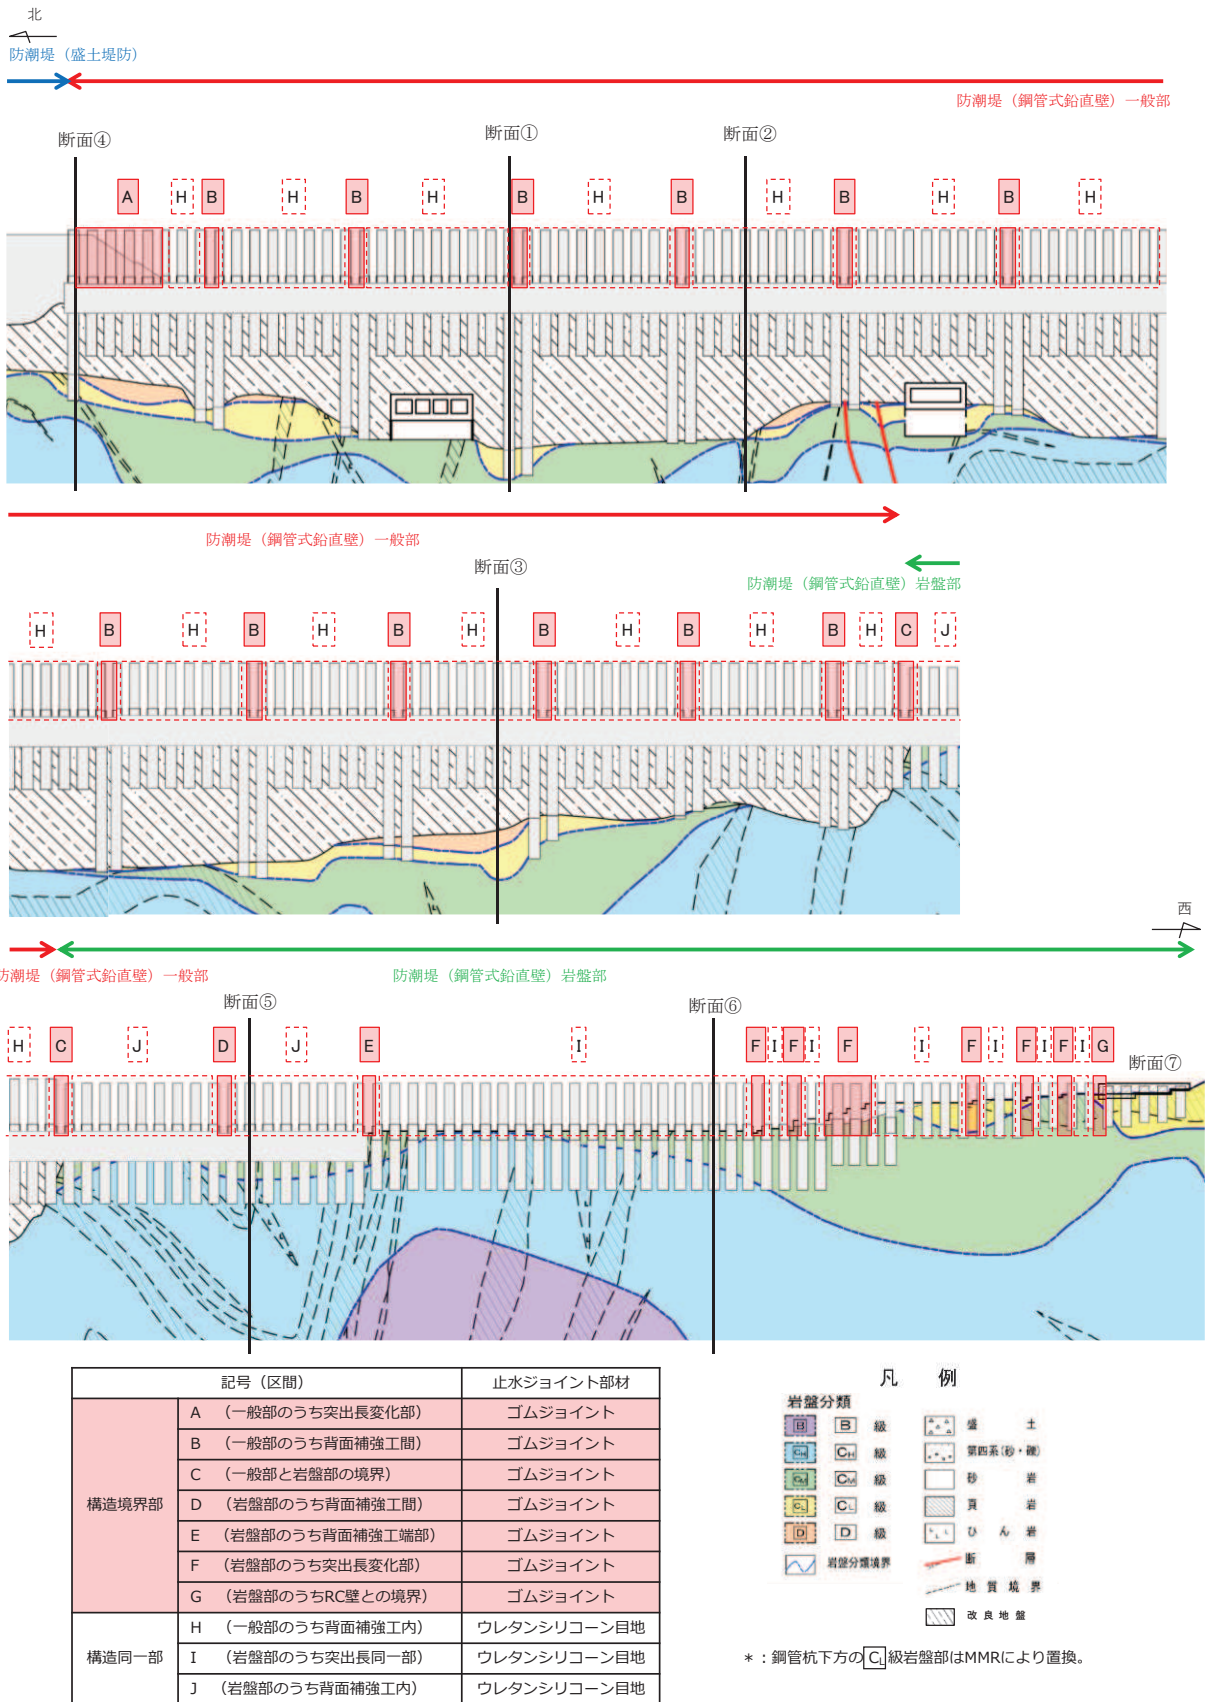 北
防潮堤（盛土堤防）
防潮堤（鋼管式鉛直壁）一般部
断面④
断面①
断面②
A H B H B H B H B H B H B H
防潮堤（鋼管式鉛直壁）一般部
断面③
防潮堤（鋼管式鉛直壁）岩盤部
H B H B H B H B H B H B H C J
西
防潮堤（鋼管式鉛直壁）一般部
防潮堤（鋼管式鉛直壁）岩盤部
断面⑤
断面⑥
H C J D J E I F I F I F I F I F I F I G
断面⑦
記号（区間） 止水ジョイント部材
構造境界部
A （一般部のうち突出長変化部） ゴムジョイント
B （一般部のうち背面補強工間） ゴムジョイント
C （一般部と岩盤部の境界） ゴムジョイント
D （岩盤部のうち背面補強工間） ゴムジョイント
E （岩盤部のうち背面補強工端部） ゴムジョイント
F （岩盤部のうち突出長変化部） ゴムジョイント
G （岩盤部のうちRC壁との境界） ゴムジョイント
構造同一部
H （一般部のうち背面補強工内） ウレタンシリコーン目地
I （岩盤部のうち突出長同一部） ウレタンシリコーン目地
J （岩盤部のうち背面補強工内） ウレタンシリコーン目地
凡 例
岩盤分類
B B 級
CH CH 級
CM CM 級
CL CL 級
D D 級
岩盤分類境界
盛 土
第四系（砂・礫）
砂 岩
頁 岩
ひ ん 岩
断 層
地 質 境 界
改 良 地 盤
＊：鋼管杭下方のCL級岩盤部はMMRにより置換。